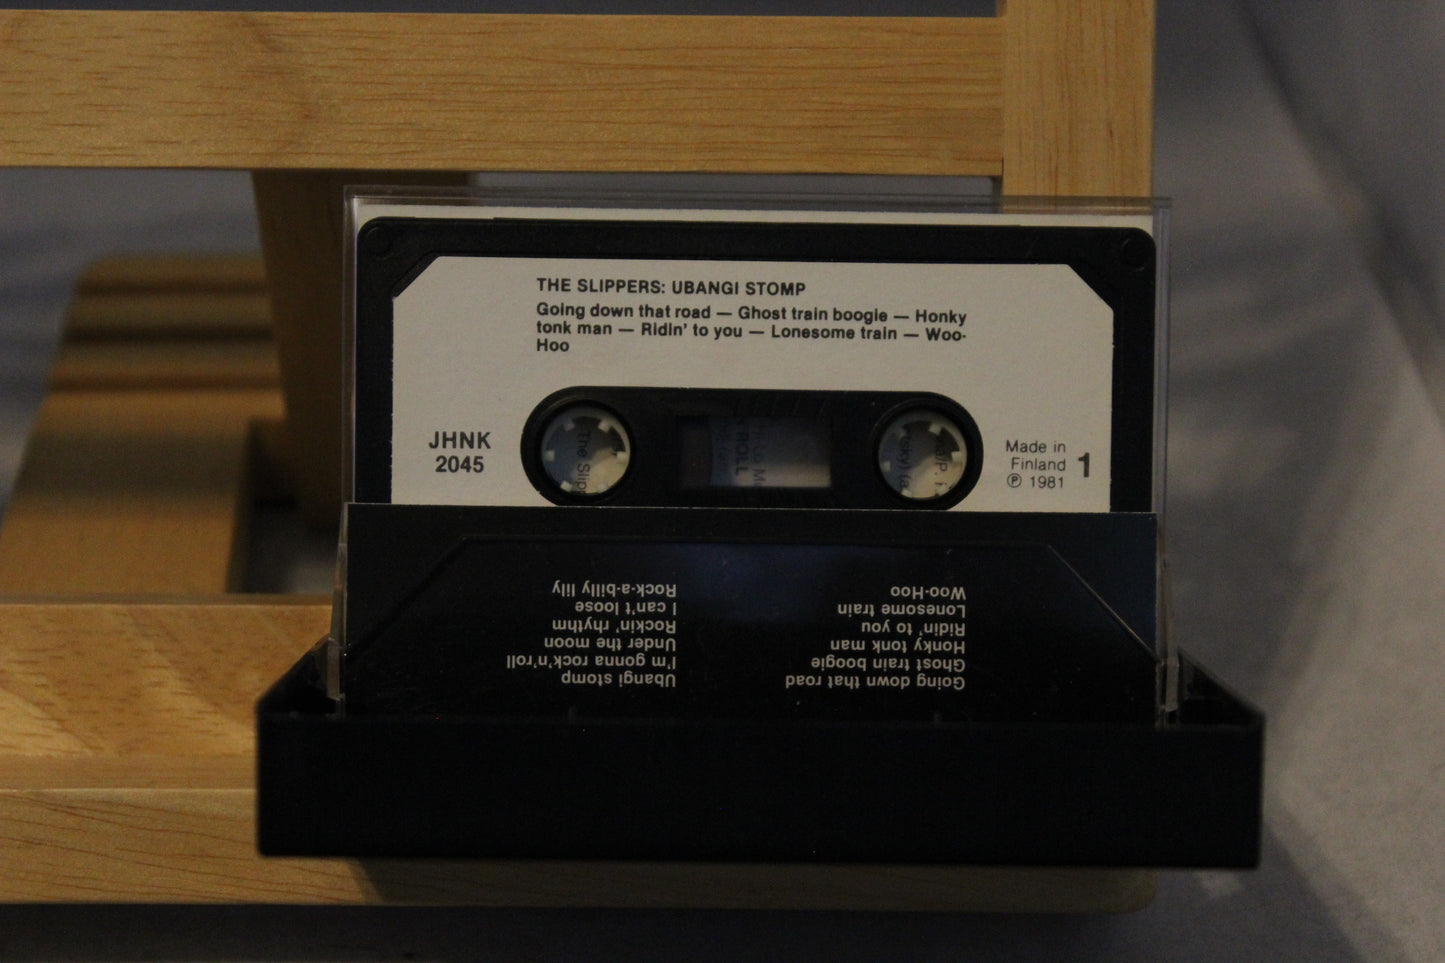 THE SLIPPERS: UBANGI STOMP
Going down that road — Ghost train boogie — Honky
tonk man — Ridin' to you — Lonesome train — Woo-
Hoo
JHNK
2045
Made in
Finland
℗ 1981
1
The Slipp
ROLL
Going down that road
Ghost train boogie
Honky tonk man
Ridin' to you
Lonesome train
Woo-Hoo
Ubangi stomp
I'm gonna rock'n'roll
Under the moon
Rockin' rhythm
I can't loose
Rock-a-billy lily